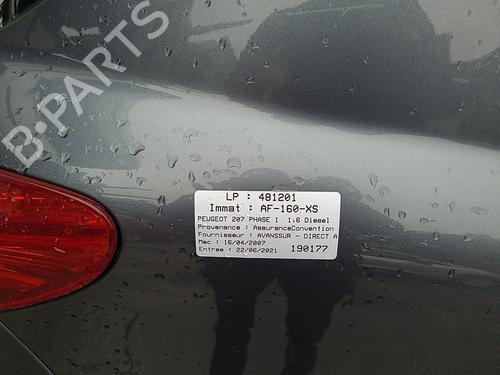 B-PARTS
LP : 481201
Immat : AF-160-XS
PEUGEOT 207 PHASE 1 1.6 Diesel
Provenance : AssuranceConvention
Fournisseur : AVANSSUR - DIRECT A
Mec : 16/04/2007
Entree : 22/06/2021 190177